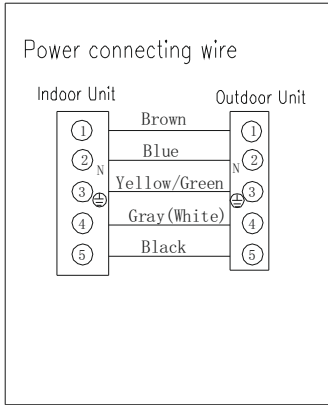 Power connecting wire
Indoor Unit Outdoor Unit
1 Brown 1
2 N Blue N 2
3 Yellow/Green 3
4 Gray(White) 4
5 Black 5